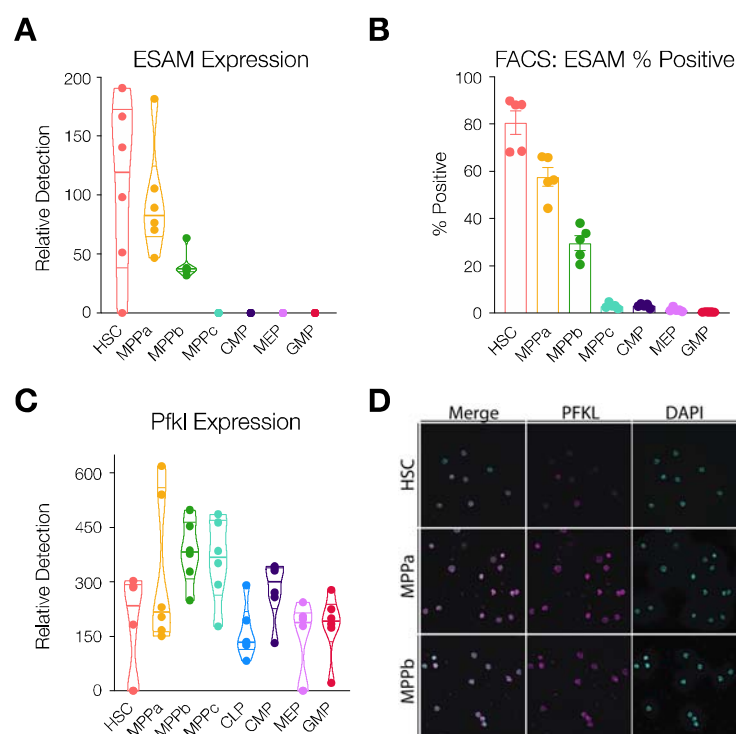 A
ESAM Expression
Relative Detection
200
150
100
50
0
HSC
MPPa
MPPb
MPPc
CMP
MEP
GMP
B
FACS: ESAM % Positive
% Positive
100
80
60
40
20
0
HSC
MPPa
MPPb
MPPc
CMP
MEP
GMP
C
Pfkl Expression
Relative Detection
600
450
300
150
0
HSC
MPPa
MPPb
MPPc
CLP
CMP
MEP
GMP
D
Merge PFKL DAPI
HSC
MPPa
MPPb